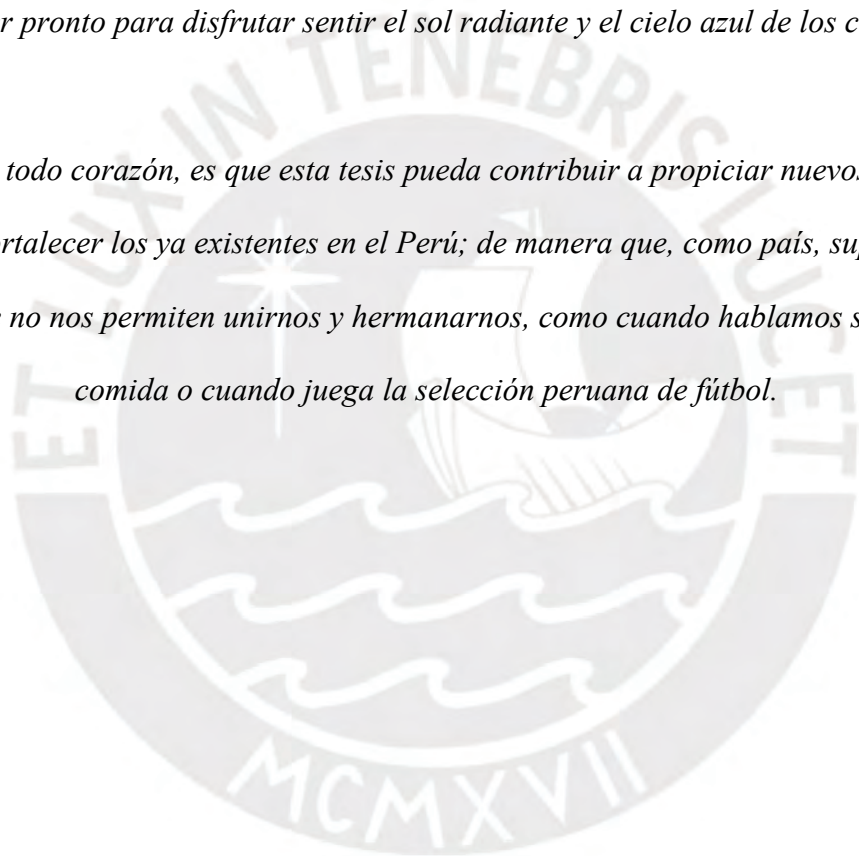 r pronto para disfrutar sentir el sol radiante y el cielo azul de los c
todo corazón, es que esta tesis pueda contribuir a propiciar nuevos
ortalecer los ya existentes en el Perú; de manera que, como país, su
no nos permiten unirnos y hermanarnos, como cuando hablamos s
comida o cuando juega la selección peruana de fútbol.
ET LUX IN TENEBRIS LUCET
MCMXVII